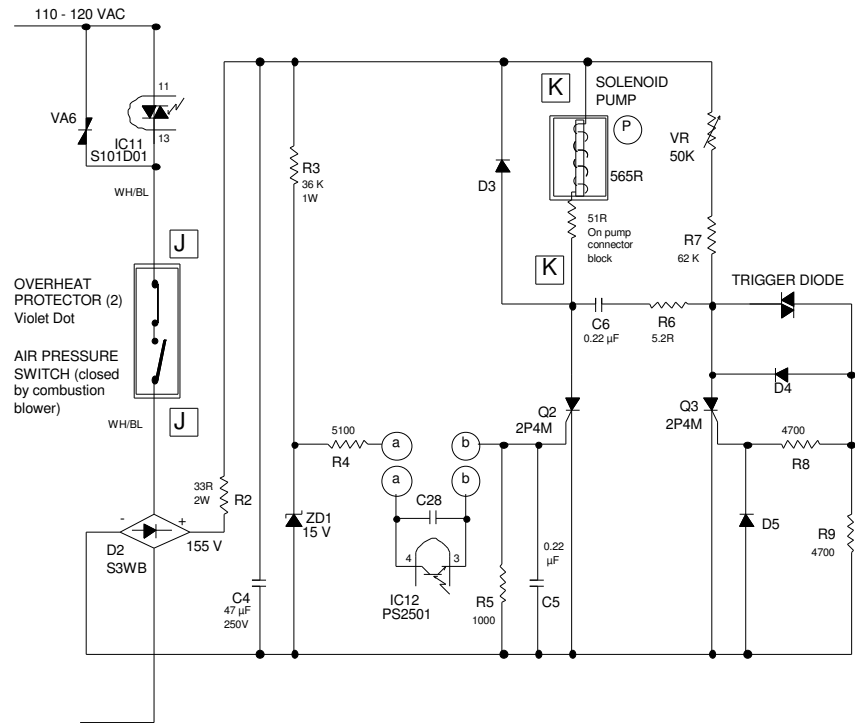 110 - 120 VAC
11
13
VA6
IC11
S101D01
WH/BL
J
OVERHEAT
PROTECTOR (2)
Violet Dot
AIR PRESSURE
SWITCH (closed
by combustion
blower)
J
WH/BL
-
+
D2
S3WB
155 V
33R
2W
R2
C4
47 µF
250V
R3
36 K
1W
5100
R4
ZD1
15 V
a
b
a
b
C28
4
3
IC12
PS2501
R5
1000
0.22
µF
C5
D3
K
SOLENOID
PUMP
P
565R
51R
On pump
connector
block
K
C6
0.22 µF
R6
5.2R
VR
50K
R7
62 K
TRIGGER DIODE
D4
Q2
2P4M
Q3
2P4M
4700
R8
D5
R9
4700